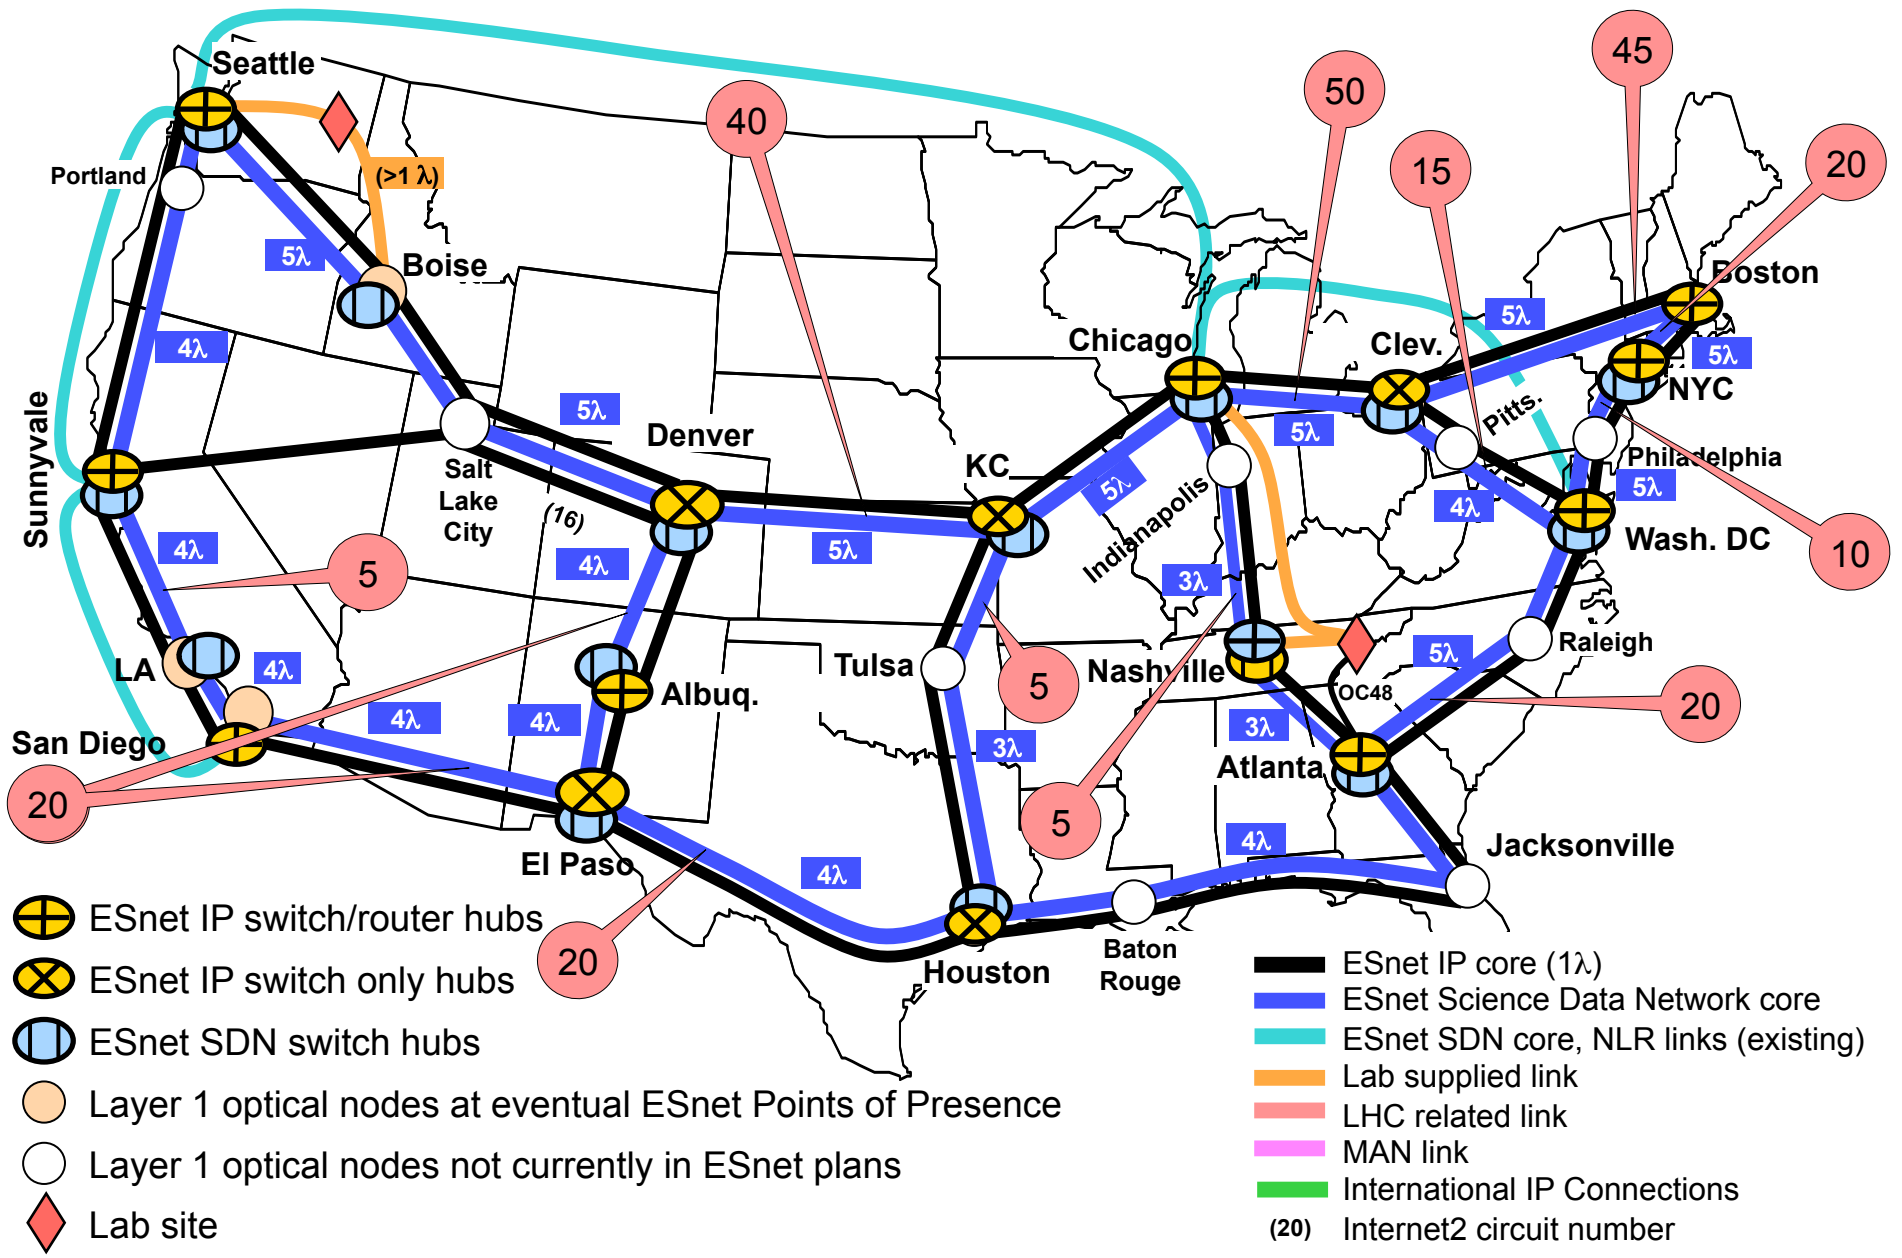 Seattle
45
50
40
15
20
Portland
(>1 λ)
5λ
Boise
Boston
5λ
4λ
Chicago
Clev.
5λ
NYC
5λ
Denver
5λ
Pitts.
Sunnyvale
KC
Salt
Lake
City
(16)
5λ
Philadelphia
5λ
Indianapolis
4λ
Wash. DC
4λ
5λ
10
4λ
5
3λ
LA
4λ
Tulsa
5
Nashville
5λ
Raleigh
Albuq.
OC48
20
4λ
4λ
3λ
3λ
San Diego
Atlanta
20
5
El Paso
4λ
4λ
Jacksonville
20
Houston
Baton
Rouge
ESnet IP switch/router hubs
ESnet IP switch only hubs
ESnet SDN switch hubs
Layer 1 optical nodes at eventual ESnet Points of Presence
Layer 1 optical nodes not currently in ESnet plans
Lab site
ESnet IP core (1λ)
ESnet Science Data Network core
ESnet SDN core, NLR links (existing)
Lab supplied link
LHC related link
MAN link
International IP Connections
(20) Internet2 circuit number